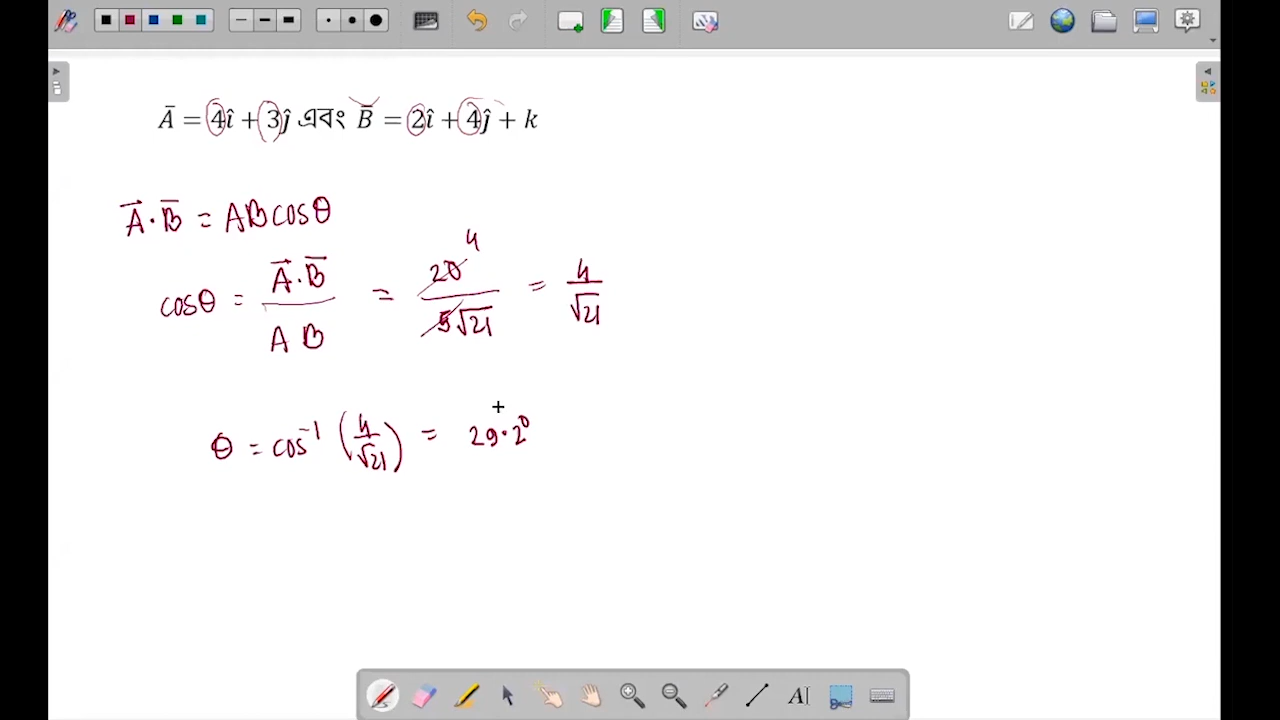 Ā = 4î + 3ĵ এবং B̄ = 2î + 4ĵ + k
A⃗·B̄ = AB cosθ
cosθ = A⃗·B̄ / AB = 20 4 / 5√21 = 4/√21
θ = cos⁻¹ (4/√21) = 29·2⁰